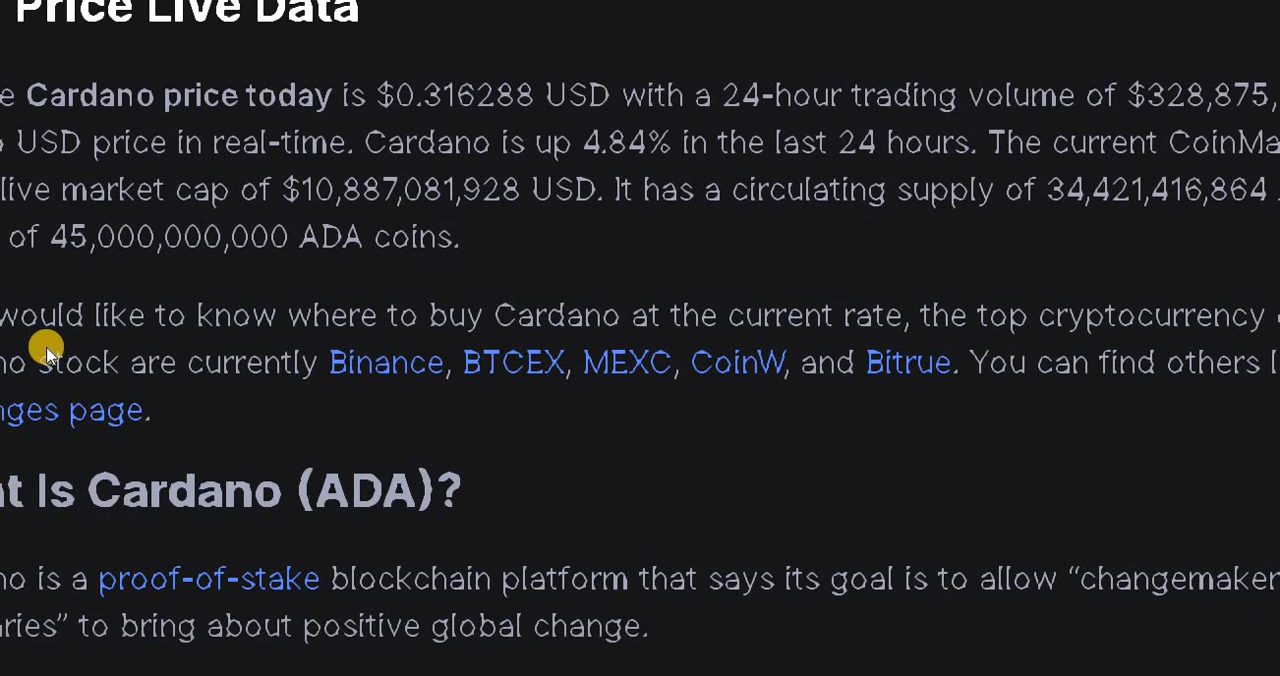 Price Live Data
e Cardano price today is $0.316288 USD with a 24-hour trading volume of $328,875,
USD price in real-time. Cardano is up 4.84% in the last 24 hours. The current CoinMa
live market cap of $10,887,081,928 USD. It has a circulating supply of 34,421,416,864
of 45,000,000,000 ADA coins.
would like to know where to buy Cardano at the current rate, the top cryptocurrency
no stock are currently Binance, BTCEX, MEXC, CoinW, and Bitrue. You can find others l
nges page.
t Is Cardano (ADA)?
no is a proof-of-stake blockchain platform that says its goal is to allow “changemaker
ries” to bring about positive global change.